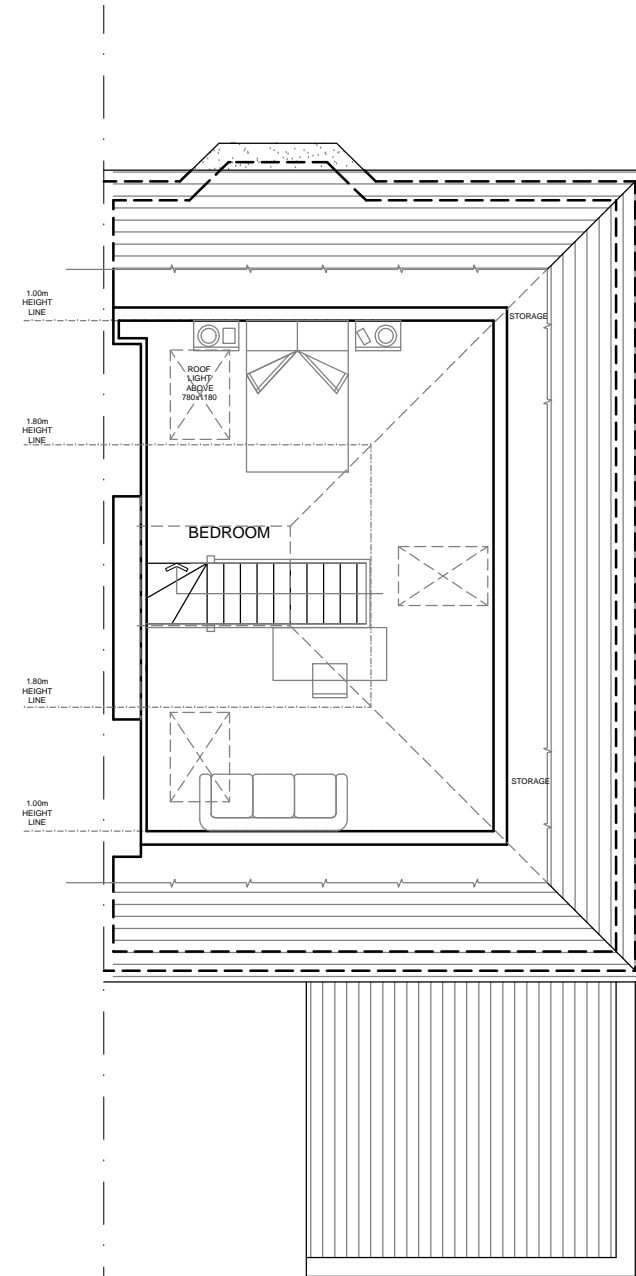 1.00m
HEIGHT
LINE
STORAGE
ROOF
LIGHT
ABOVE
780x1180
1.80m
HEIGHT
LINE
BEDROOM
1.80m
HEIGHT
LINE
STORAGE
1.00m
HEIGHT
LINE